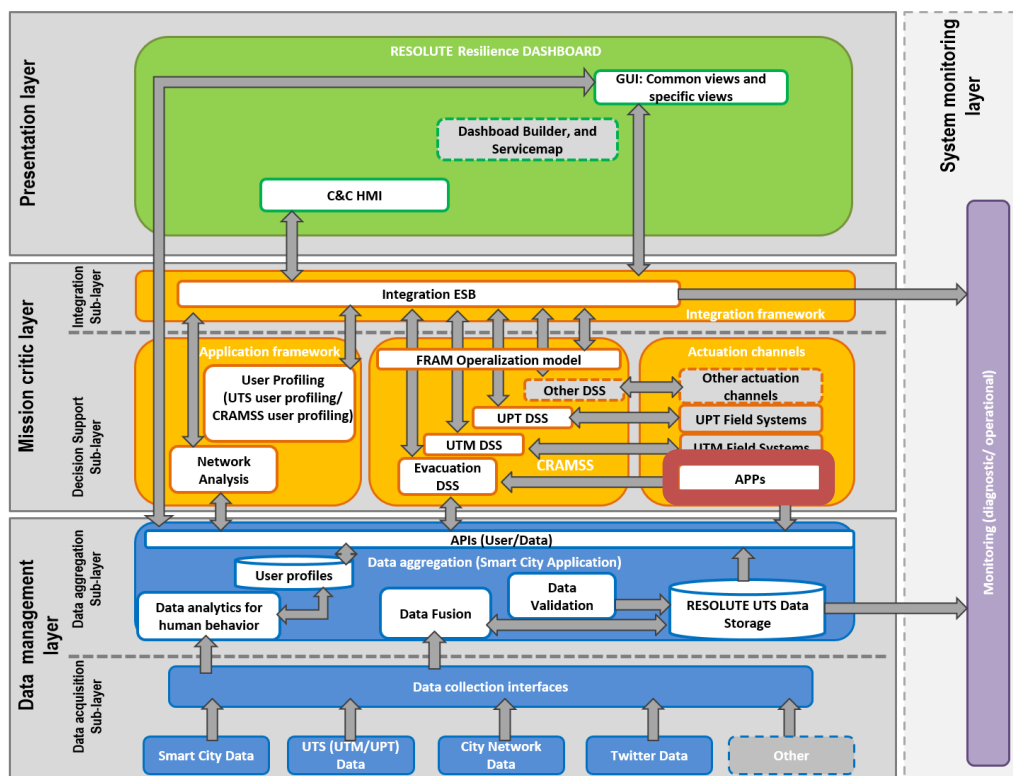 Presentation layer
RESOLUTE Resilience DASHBOARD
GUI: Common views and
specific views
Dashboad Builder, and
Servicemap
C&C HMI
System monitoring
layer
Monitoring (diagnostic/ operational)
Mission critic layer
Integration
Sub-layer
Integration ESB
Integration framework
Decision Support
Sub-layer
Application framework
User Profiling
(UTS user profiling/
CRAMSS user profiling)
Network
Analysis
FRAM Operalization model
Other DSS
UPT DSS
UTM DSS
Evacuation
DSS
CRAMSS
Actuation channels
Other actuation
channels
UPT Field Systems
UTM Field Systems
APPs
Data management
layer
Data aggregation
Sub-layer
APIs (User/Data)
Data aggregation (Smart City Application)
User profiles
Data analytics for
human behavior
Data Fusion
Data
Validation
RESOLUTE UTS Data
Storage
Data acquisition
Sub-layer
Data collection interfaces
Smart City Data
UTS (UTM/UPT)
Data
City Network
Data
Twitter Data
Other